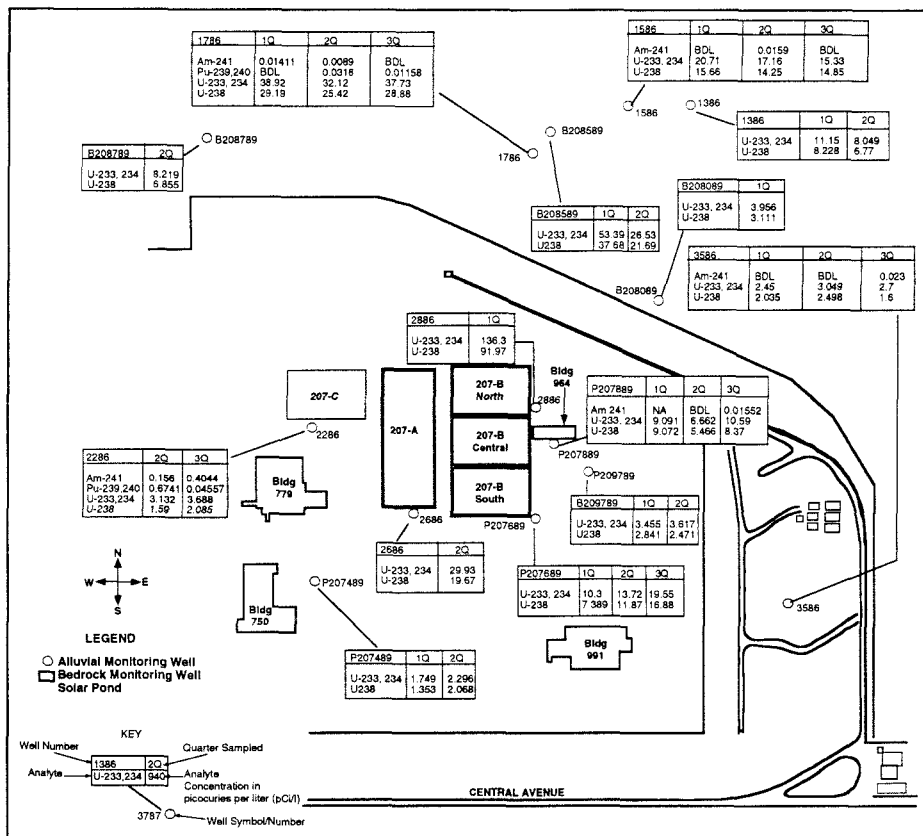 1786 1Q 2Q 3Q
Am-241 0.01411 0.0089 BDL
Pu-239,240 BDL 0.0318 0.01158
U-233, 234 38.92 32.12 37.73
U-238 29.19 25.42 28.88
1586 1Q 2Q 3Q
Am-241 BDL 0.0159 BDL
U-233, 234 20.71 17.16 15.33
U-238 15.66 14.25 14.85
1586
1386
1386 1Q 2Q
U-233, 234 11.15 8.049
U-238 8.228 6.77
B208789
B208589
1786
B208789 2Q
U-233, 234 8.219
U-238 6.855
B208589 1Q 2Q
U-233, 234 53.39 26.53
U238 37.68 21.69
B208089 1Q
U-233, 234 3.956
U-238 3.111
3586 1Q 2Q 3Q
Am-241 BDL BDL 0.023
U-233, 234 2.45 3.049 2.7
U-238 2.035 2.498 1.6
B208089
2886 1Q
U-233, 234 136.3
U-238 91.97
207-C
207-A
207-B
North
207-B
Central
207-B
South
Bldg
964
2886
P207889 1Q 2Q 3Q
Am 241 NA BDL 0.01552
U-233, 234 9.091 6.662 10.59
U-238 9.072 5.466 8.37
P207889
2286
2286 2Q 3Q
Am-241 0.156 0.4044
Pu-239,240 0.6741 0.04557
U-233,234 3.132 3.688
U-238 1.59 2.085
Bldg
779
P209789
B209789 1Q 2Q
U-233, 234 3.455 3.617
U238 2.841 2.471
2686
P207689
2686 2Q
U-233, 234 29.93
U-238 19.67
P207689 1Q 2Q 3Q
U-233, 234 10.3 13.72 19.55
U-238 7.389 11.87 16.88
3586
N
W E
S
Bldg
750
P207489
P207489 1Q 2Q
U-233, 234 1.749 2.296
U238 1.353 2.068
Bldg
991
LEGEND
Alluvial Monitoring Well
Bedrock Monitoring Well
Solar Pond
KEY
Well Number
Quarter Sampled
1386 2Q
Analyte
U-233,234 940
Analyte
Concentration in
picocuries per liter (pCi/l)
3787
Well Symbol/Number
CENTRAL AVENUE